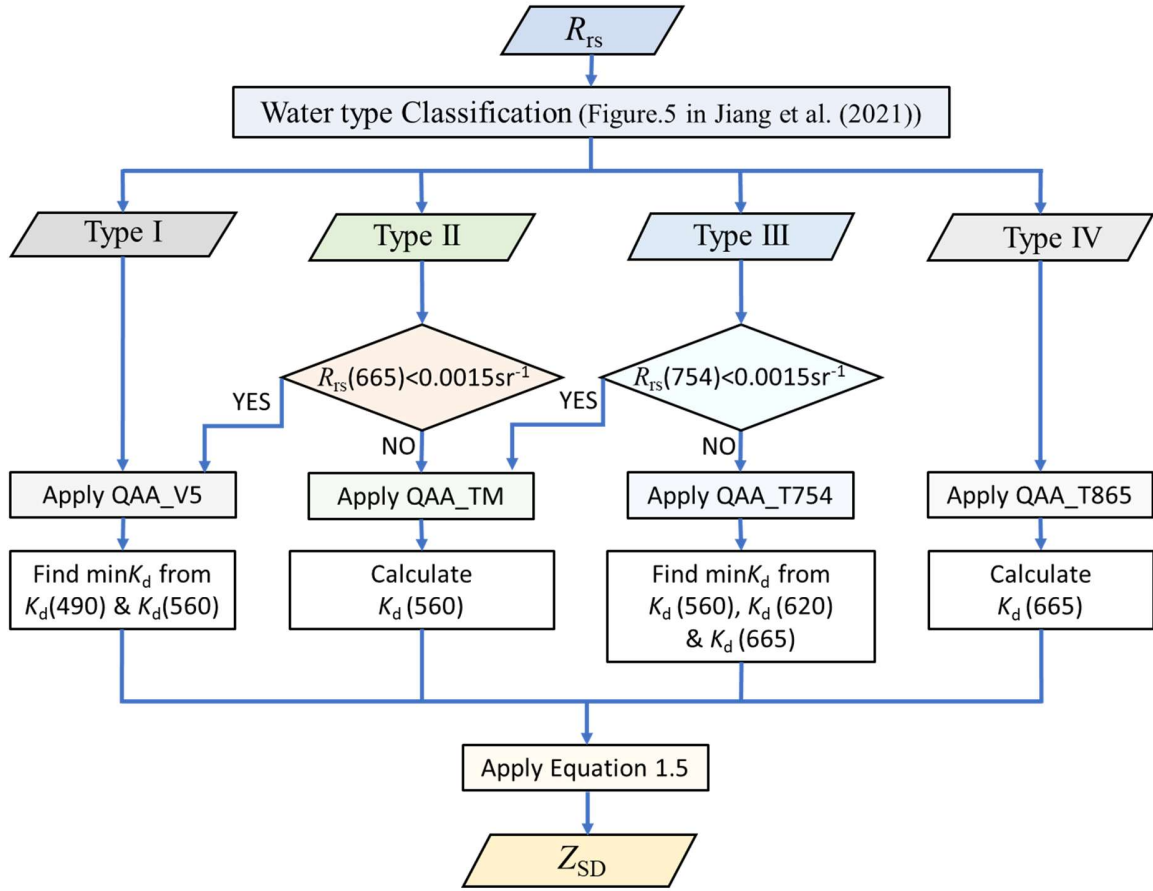 Rrs
Water type Classification (Figure.5 in Jiang et al. (2021))
Type I
Type II
Type III
Type IV
Rrs(665)<0.0015sr-1
Rrs(754)<0.0015sr-1
YES
NO
YES
NO
Apply QAA_V5
Apply QAA_TM
Apply QAA_T754
Apply QAA_T865
Find minKd from
Kd(490) & Kd(560)
Calculate
Kd (560)
Find minKd from
Kd (560), Kd (620)
& Kd (665)
Calculate
Kd (665)
Apply Equation 1.5
ZSD